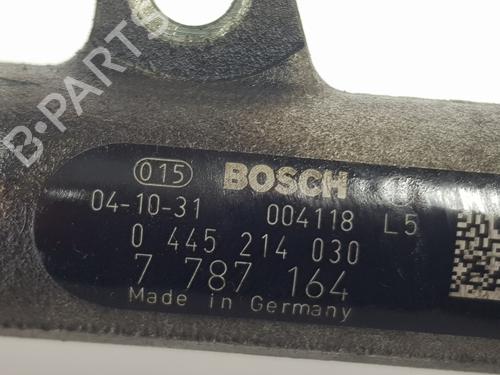 015 BOSCH
04-10-31 004118 L5
0 445 214 030
7 787 164
Made in Germany
B-PARTS